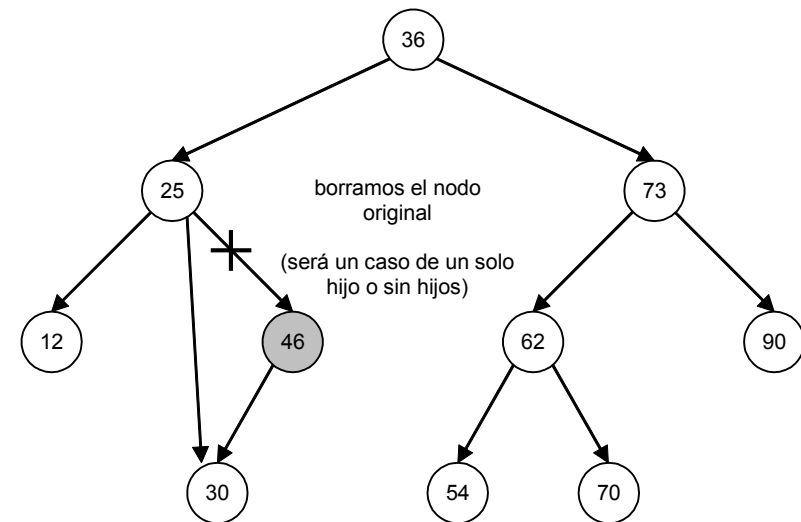 36
25
borramos el nodo
original
73
(será un caso de un solo
hijo o sin hijos)
12
46
62
90
30
54
70